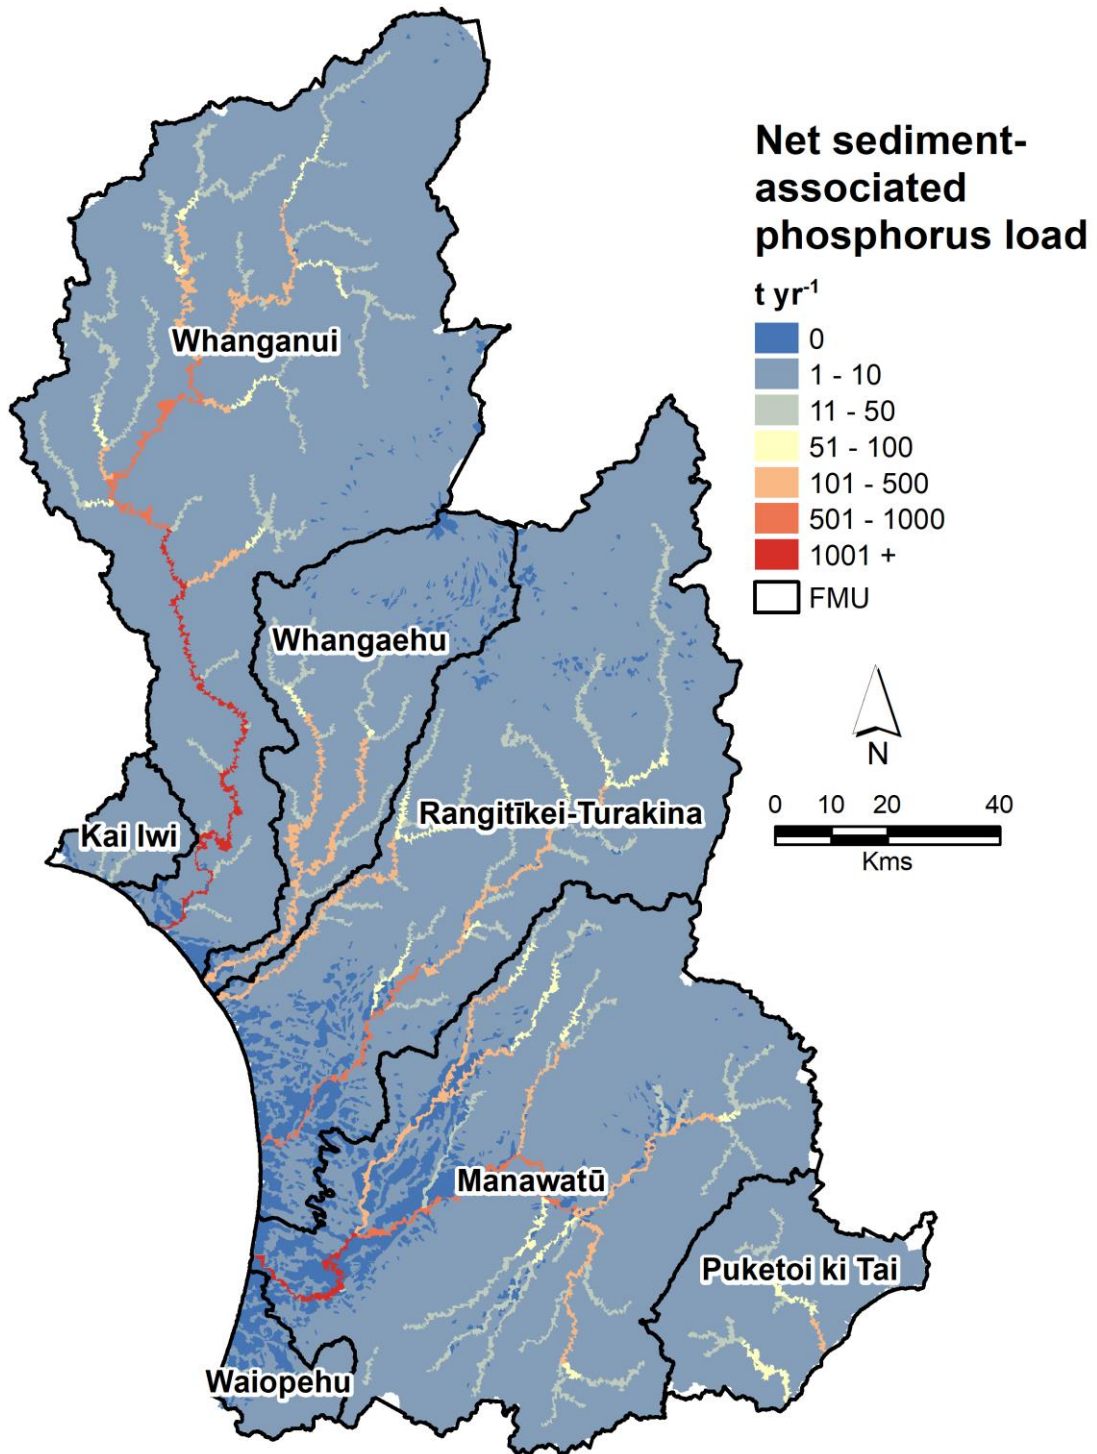 Net sediment-
associated
phosphorus load
t yr-1
0
1 - 10
11 - 50
51 - 100
101 - 500
501 - 1000
1001 +
FMU
N
0 10 20 40
Kms
Whanganui
Whangaehu
Rangitīkei-Turakina
Kai Iwi
Manawatū
Puketoi ki Tai
Waiopehu